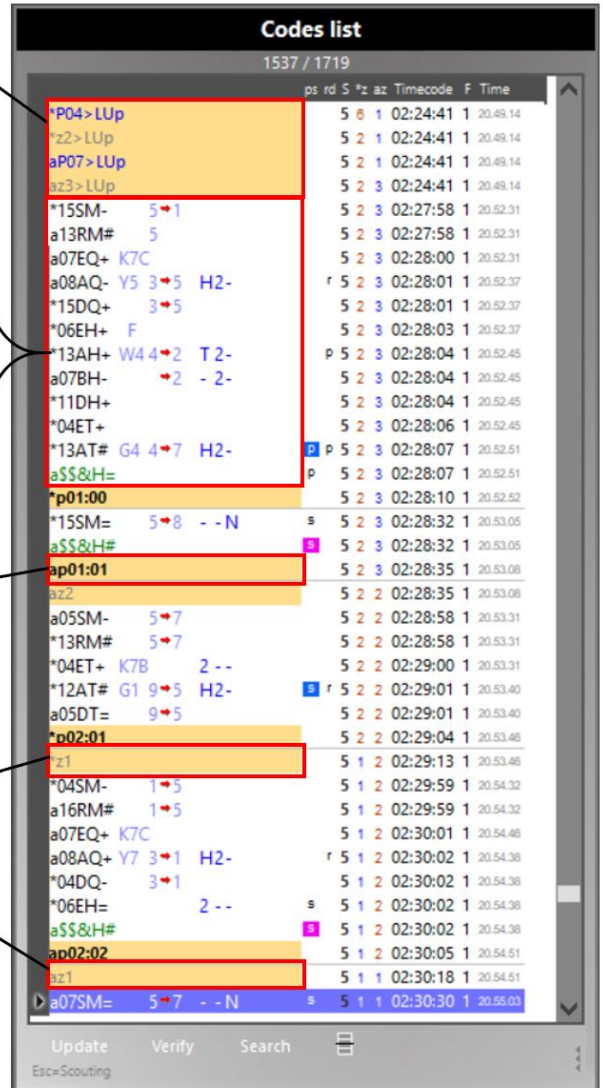 Codes list
1537 / 1719
ps rd S *z az Timecode F Time
*P04>LUp 5 6 1 02:24:41 1 20.49.14
*z2>LUp 5 2 1 02:24:41 1 20.49.14
aP07>LUp 5 2 1 02:24:41 1 20.49.14
az3>LUp 5 2 3 02:24:41 1 20.49.14
*15SM- 5➡1 5 2 3 02:27:58 1 20.52.31
a13RM# 5 5 2 3 02:27:58 1 20.52.31
a07EQ+ K7C 5 2 3 02:28:00 1 20.52.31
a08AQ- Y5 3➡5 H2- r 5 2 3 02:28:01 1 20.52.37
*15DQ+ 3➡5 5 2 3 02:28:01 1 20.52.37
*06EH+ F 5 2 3 02:28:03 1 20.52.37
*13AH+ W4 4➡2 T 2- p 5 2 3 02:28:04 1 20.52.45
a07BH- ➡2 - 2- 5 2 3 02:28:04 1 20.52.45
*11DH+ 5 2 3 02:28:04 1 20.52.45
*04ET+ 5 2 3 02:28:06 1 20.52.45
*13AT# G4 4➡7 H2- p p 5 2 3 02:28:07 1 20.52.51
a$$&H= p 5 2 3 02:28:07 1 20.52.51
*p01:00 5 2 3 02:28:10 1 20.52.52
*15SM= 5➡8 - - N s 5 2 3 02:28:32 1 20.53.05
a$$&H# s 5 2 3 02:28:32 1 20.53.05
ap01:01 5 2 3 02:28:35 1 20.53.08
az2 5 2 2 02:28:35 1 20.53.08
a05SM- 5➡7 5 2 2 02:28:58 1 20.53.31
*13RM# 5➡7 5 2 2 02:28:58 1 20.53.31
*04ET+ K7B 2 - - 5 2 2 02:29:00 1 20.53.31
*12AT# G1 9➡5 H2- s r 5 2 2 02:29:01 1 20.53.40
a05DT= 9➡5 5 2 2 02:29:01 1 20.53.40
*p02:01 5 2 2 02:29:04 1 20.53.46
*z1 5 1 2 02:29:13 1 20.53.46
*04SM- 1➡5 5 1 2 02:29:59 1 20.54.32
a16RM# 1➡5 5 1 2 02:29:59 1 20.54.32
a07EQ+ K7C 5 1 2 02:30:01 1 20.54.46
a08AQ+ Y7 3➡1 H2- r 5 1 2 02:30:02 1 20.54.38
*04DQ- 3➡1 5 1 2 02:30:02 1 20.54.38
*06EH= 2 - - s 5 1 2 02:30:02 1 20.54.38
a$$&H# s 5 1 2 02:30:02 1 20.54.38
ap02:02 5 1 2 02:30:05 1 20.54.51
az1 5 1 1 02:30:18 1 20.54.51
a07SM= 5➡7 - - N s 5 1 1 02:30:30 1 20.55.03
Update Verify Search
Esc=Scouting